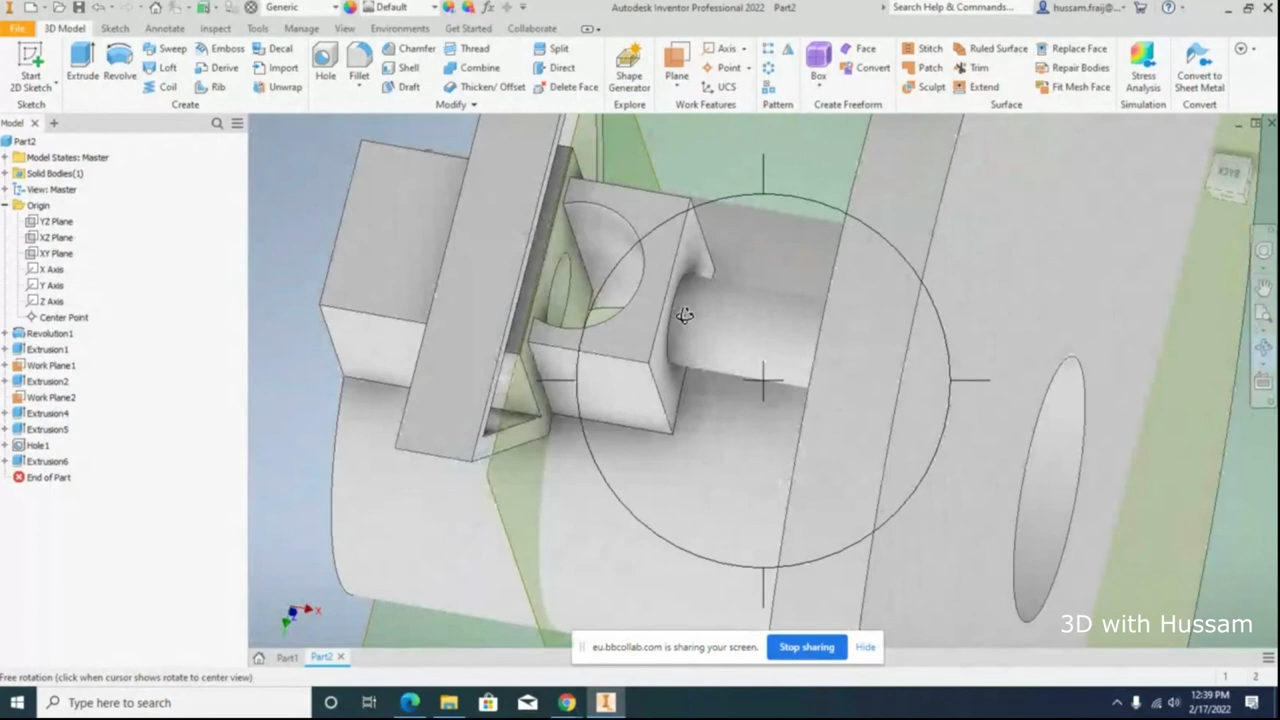 Generic
Default
Autodesk Inventor Professional 2022 Part2
Search Help & Commands...
hussam.fraij@...
File
3D Model
Sketch
Annotate
Inspect
Tools
Manage
View
Environments
Get Started
Collaborate
Start
2D Sketch
Extrude
Revolve
Sweep
Emboss
Decal
Loft
Derive
Import
Coil
Rib
Unwrap
Hole
Fillet
Chamfer
Thread
Split
Shell
Combine
Direct
Draft
Thicken/ Offset
Delete Face
Shape
Generator
Plane
Axis
Point
UCS
Box
Face
Convert
Stitch
Ruled Surface
Replace Face
Patch
Trim
Repair Bodies
Sculpt
Extend
Fit Mesh Face
Stress
Analysis
Convert to
Sheet Metal
Sketch
Create
Modify
Explore
Work Features
Pattern
Create Freeform
Surface
Simulation
Convert
Model
Part2
Model States: Master
Solid Bodies(1)
View: Master
Origin
YZ Plane
XZ Plane
XY Plane
X Axis
Y Axis
Z Axis
Center Point
Revolution1
Extrusion1
Work Plane1
Extrusion2
Work Plane2
Extrusion4
Extrusion5
Hole1
Extrusion6
End of Part
BACK
X
3D with Hussam
eu.bbcollab.com is sharing your screen.
Stop sharing
Hide
Part1
Part2
Free rotation (click when cursor shows rotate to center view)
1
2
Type here to search
12:39 PM
2/17/2022